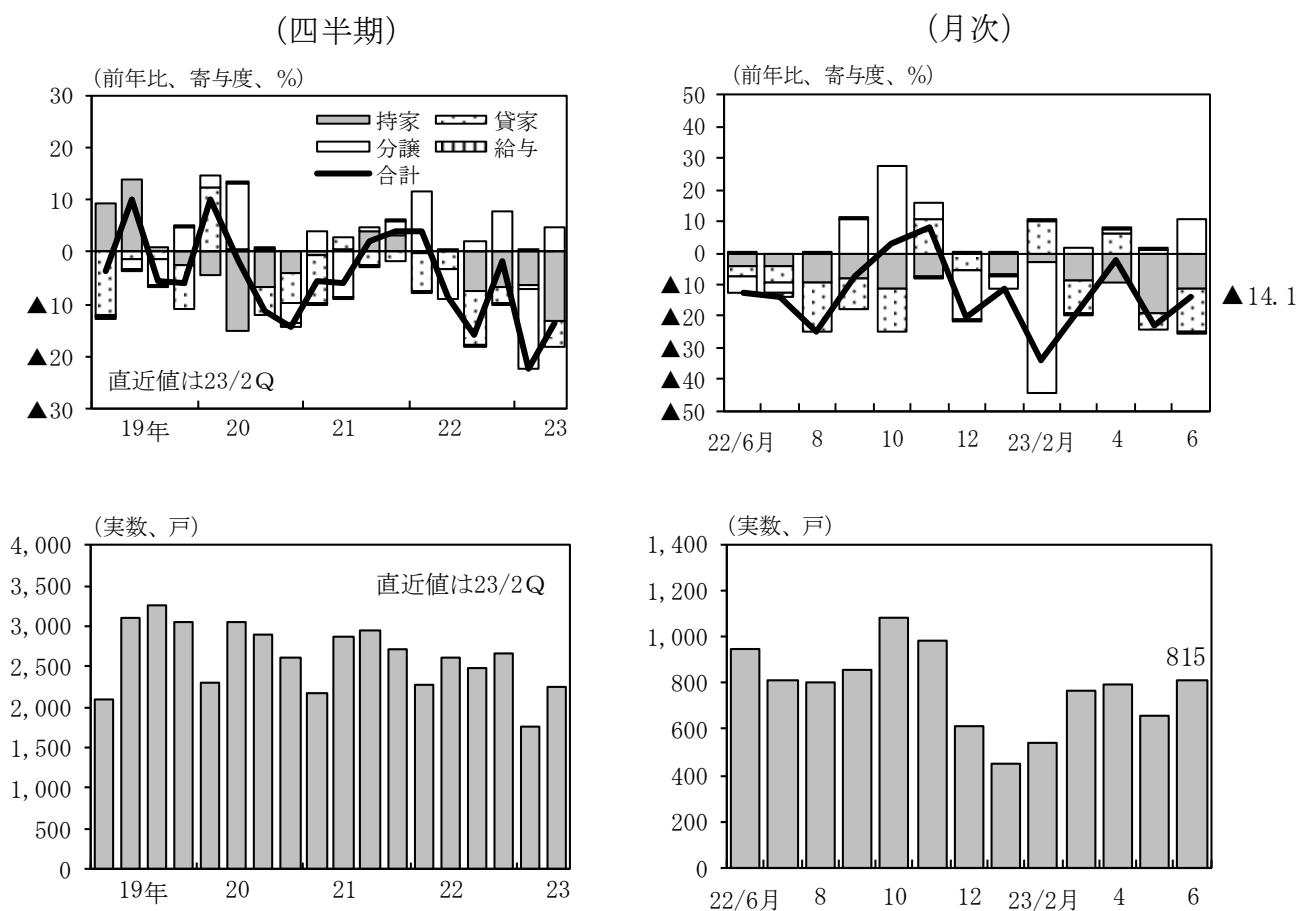 (四半期)
(前年比、寄与度、%)
30
20
10
0
▲10
▲20
▲30
持家
貸家
分譲
給与
合計
直近値は23/2Q
19年 20 21 22 23
(月次)
(前年比、寄与度、%)
50
40
30
20
10
0
▲10
▲20
▲30
▲40
▲50
▲14.1
22/6月 8 10 12 23/2月 4 6
(実数、戸)
4,000
3,500
3,000
2,500
2,000
1,500
1,000
500
0
直近値は23/2Q
19年 20 21 22 23
(実数、戸)
1,400
1,200
1,000
800
600
400
200
0
815
22/6月 8 10 12 23/2月 4 6